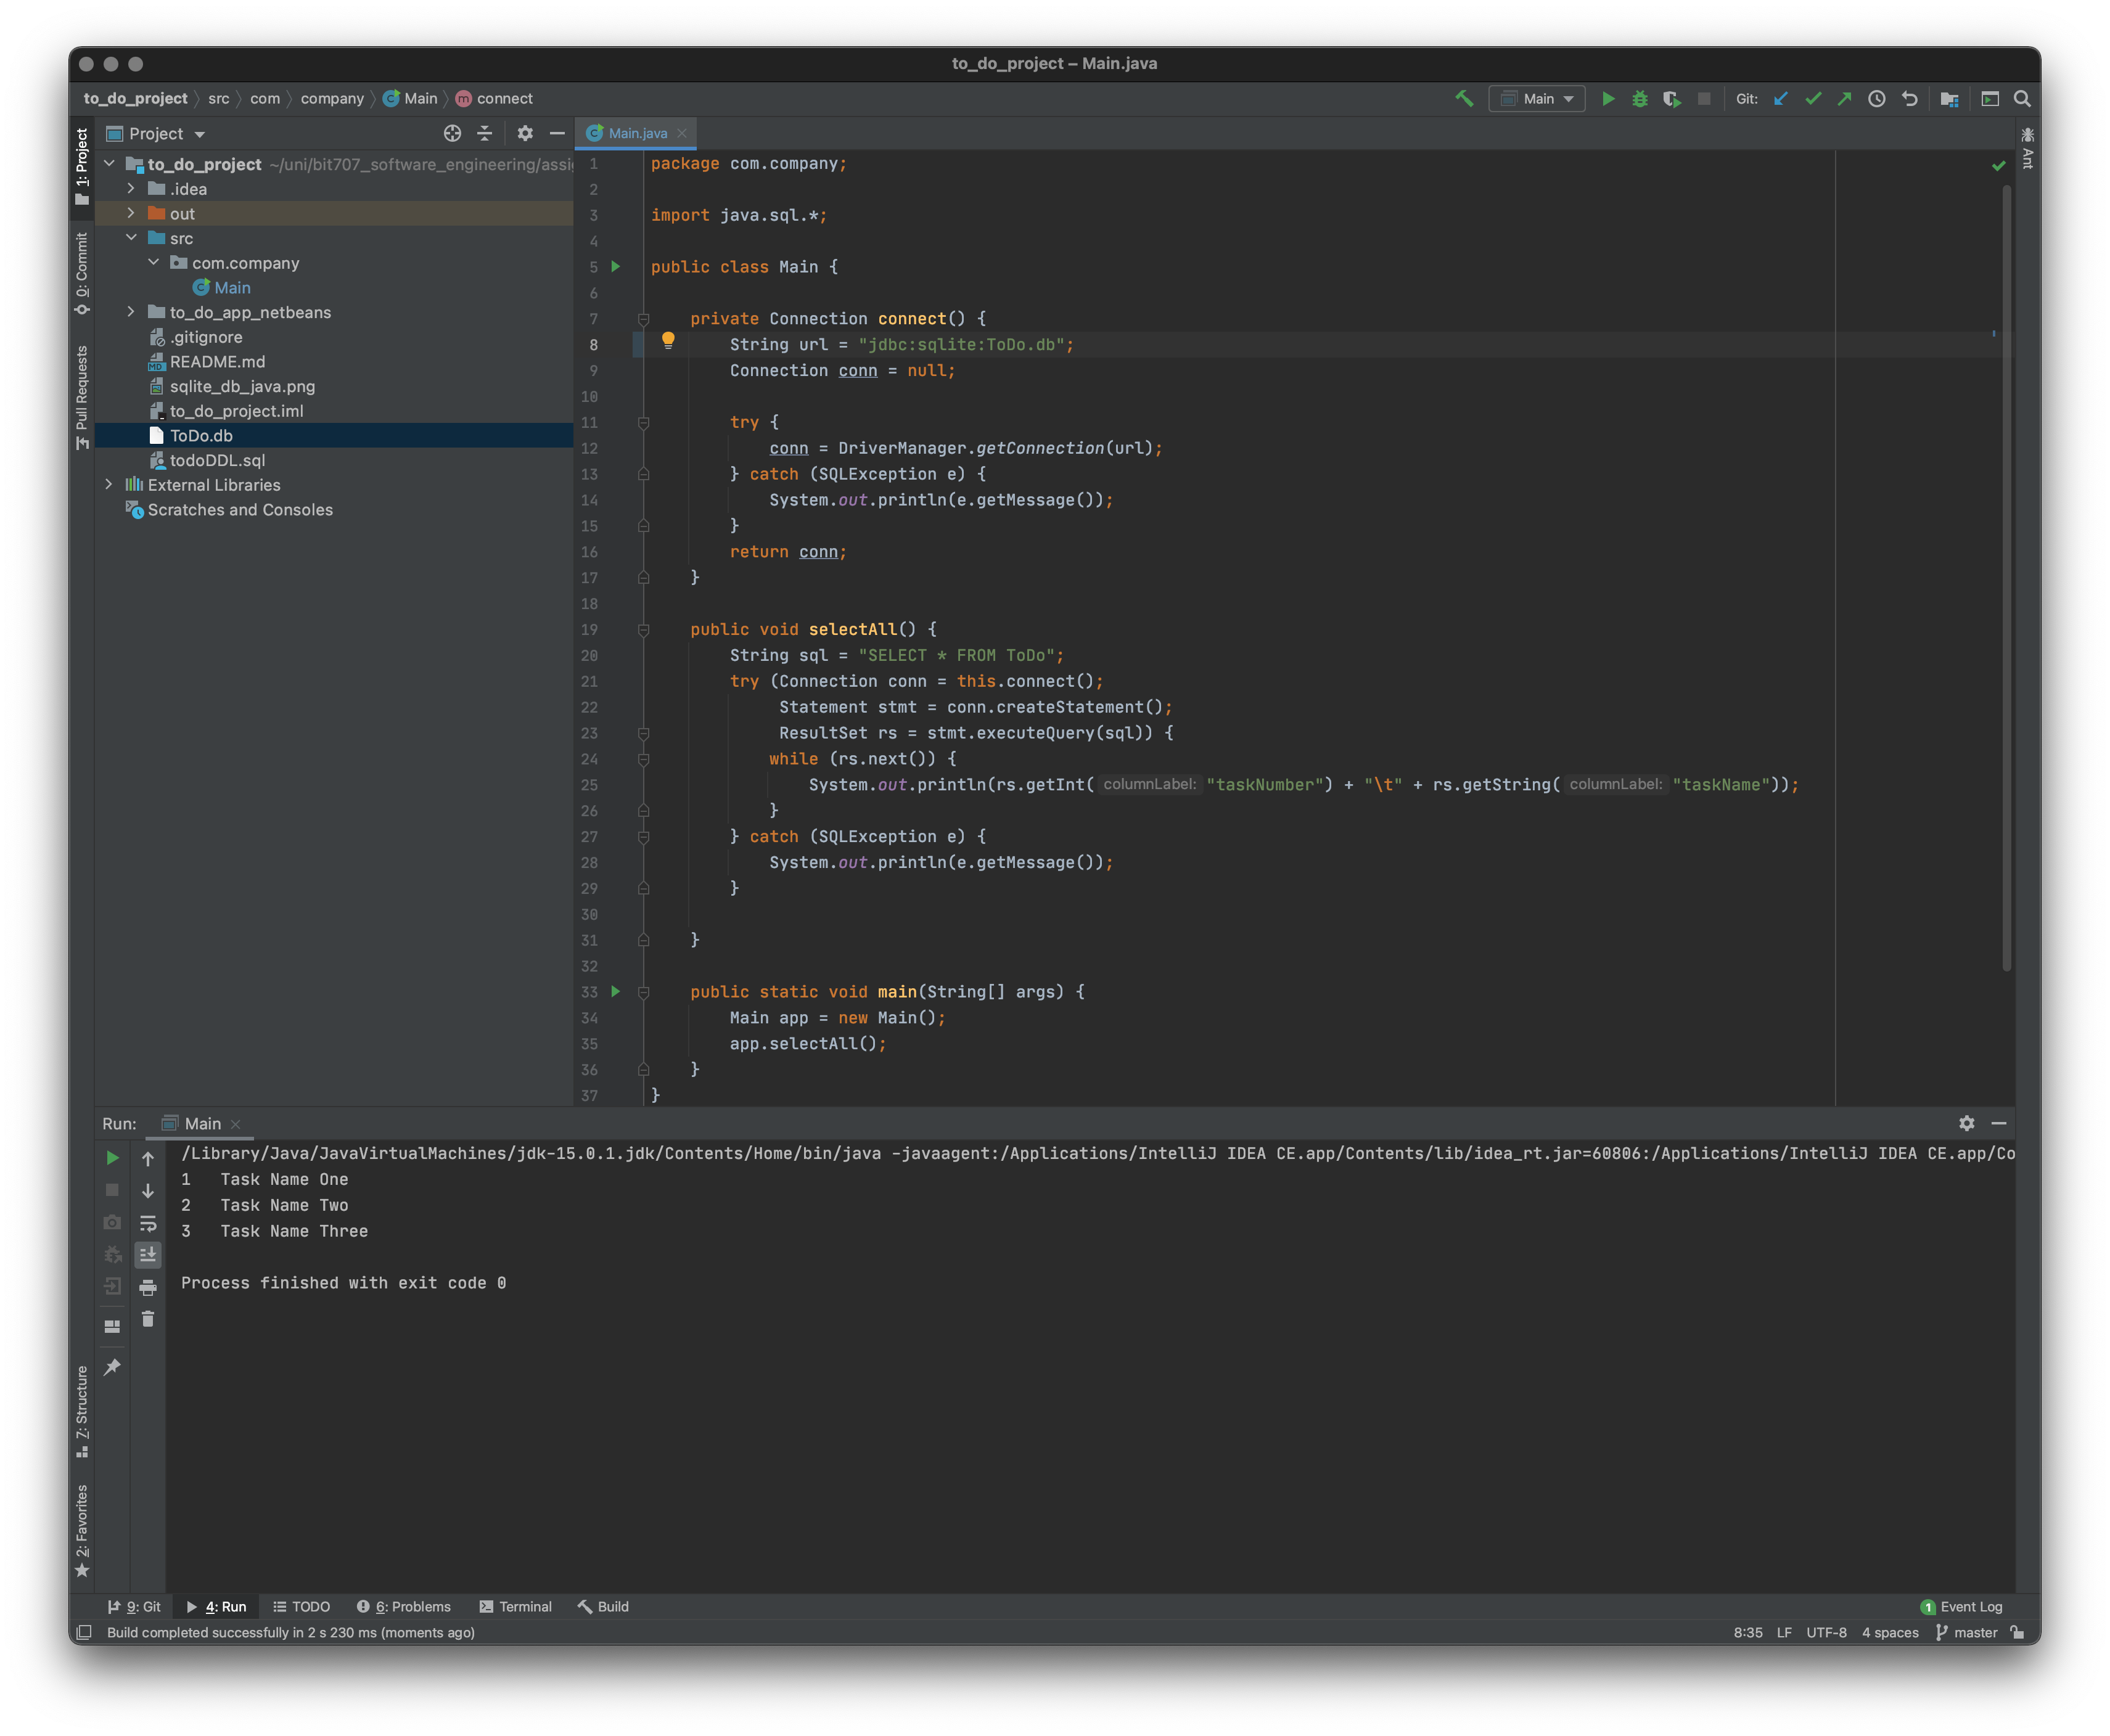 to_do_project – Main.java
to_do_project src com company Main connect
Main Git:
1: Project
0: Commit
Pull Requests
7: Structure
2: Favorites
Ant
Project
to_do_project ~/uni/bit707_software_engineering/assi
.idea
out
src
com.company
Main
to_do_app_netbeans
.gitignore
README.md
sqlite_db_java.png
to_do_project.iml
ToDo.db
todoDDL.sql
External Libraries
Scratches and Consoles
Main.java
1 package com.company;
2
3 import java.sql.*;
4
5 public class Main {
6
7 private Connection connect() {
8 String url = "jdbc:sqlite:ToDo.db";
9 Connection conn = null;
10
11 try {
12 conn = DriverManager.getConnection(url);
13 } catch (SQLException e) {
14 System.out.println(e.getMessage());
15 }
16 return conn;
17 }
18
19 public void selectAll() {
20 String sql = "SELECT * FROM ToDo";
21 try (Connection conn = this.connect();
22 Statement stmt = conn.createStatement();
23 ResultSet rs = stmt.executeQuery(sql)) {
24 while (rs.next()) {
25 System.out.println(rs.getInt( columnLabel: "taskNumber") + "\t" + rs.getString( columnLabel: "taskName"));
26 }
27 } catch (SQLException e) {
28 System.out.println(e.getMessage());
29 }
30
31 }
32
33 public static void main(String[] args) {
34 Main app = new Main();
35 app.selectAll();
36 }
37 }
Run: Main
/Library/Java/JavaVirtualMachines/jdk-15.0.1.jdk/Contents/Home/bin/java -javaagent:/Applications/IntelliJ IDEA CE.app/Contents/lib/idea_rt.jar=60806:/Applications/IntelliJ IDEA CE.app/Co
1 Task Name One
2 Task Name Two
3 Task Name Three
Process finished with exit code 0
9: Git 4: Run TODO 6: Problems Terminal Build 1 Event Log
Build completed successfully in 2 s 230 ms (moments ago) 8:35 LF UTF-8 4 spaces master